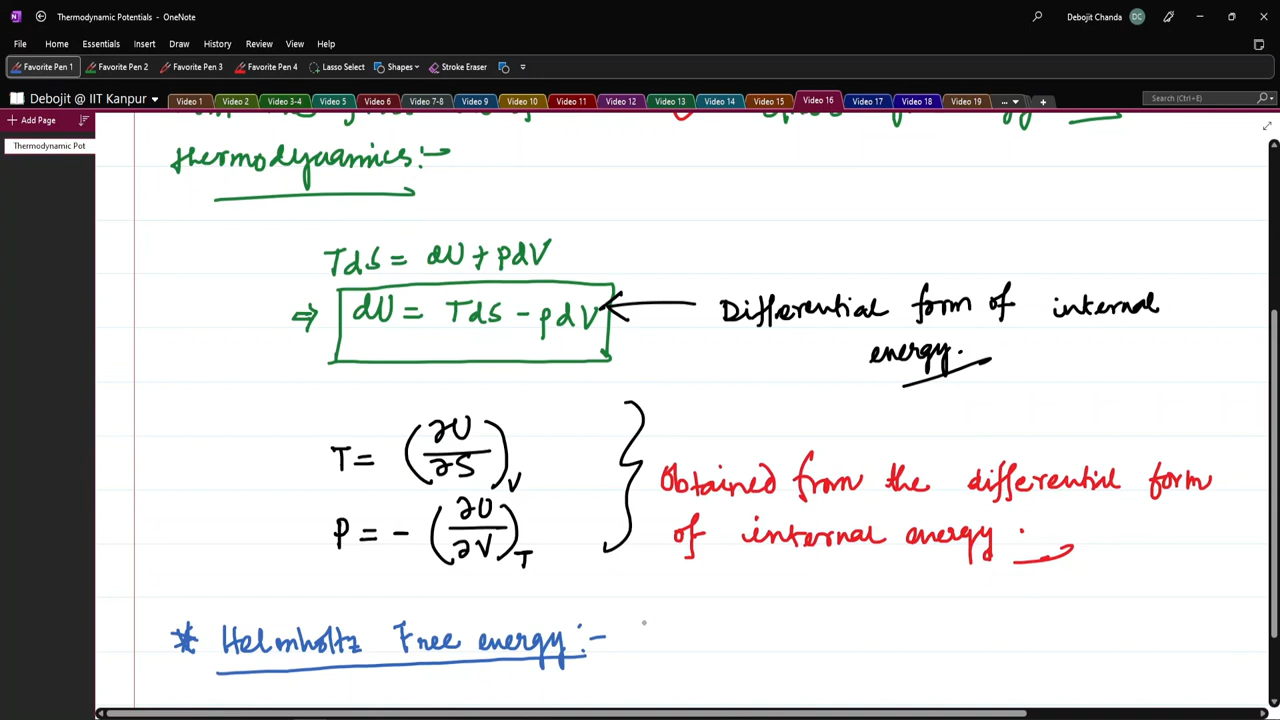 Thermodynamic Potentials - OneNote
Debojit Chanda DC
File Home Essentials Insert Draw History Review View Help
Favorite Pen 1 Favorite Pen 2 Favorite Pen 3 Favorite Pen 4 Lasso Select Shapes Stroke Eraser
Debojit @ IIT Kanpur Video 1 Video 2 Video 3-4 Video 5 Video 6 Video 7-8 Video 9 Video 10 Video 11 Video 12 Video 13 Video 14 Video 15 Video 16 Video 17 Video 18 Video 19 ... + Search (Ctrl+E)
+ Add Page
Thermodynamic Pot
thermodynamics:-
TdS = dU + pdV
⇒ dU = TdS - pdV
Differential form of internal
energy.
T = (∂U/∂S)_V
P = - (∂U/∂V)_T
Obtained from the differential form
of internal energy.
* Helmholtz Free energy:-